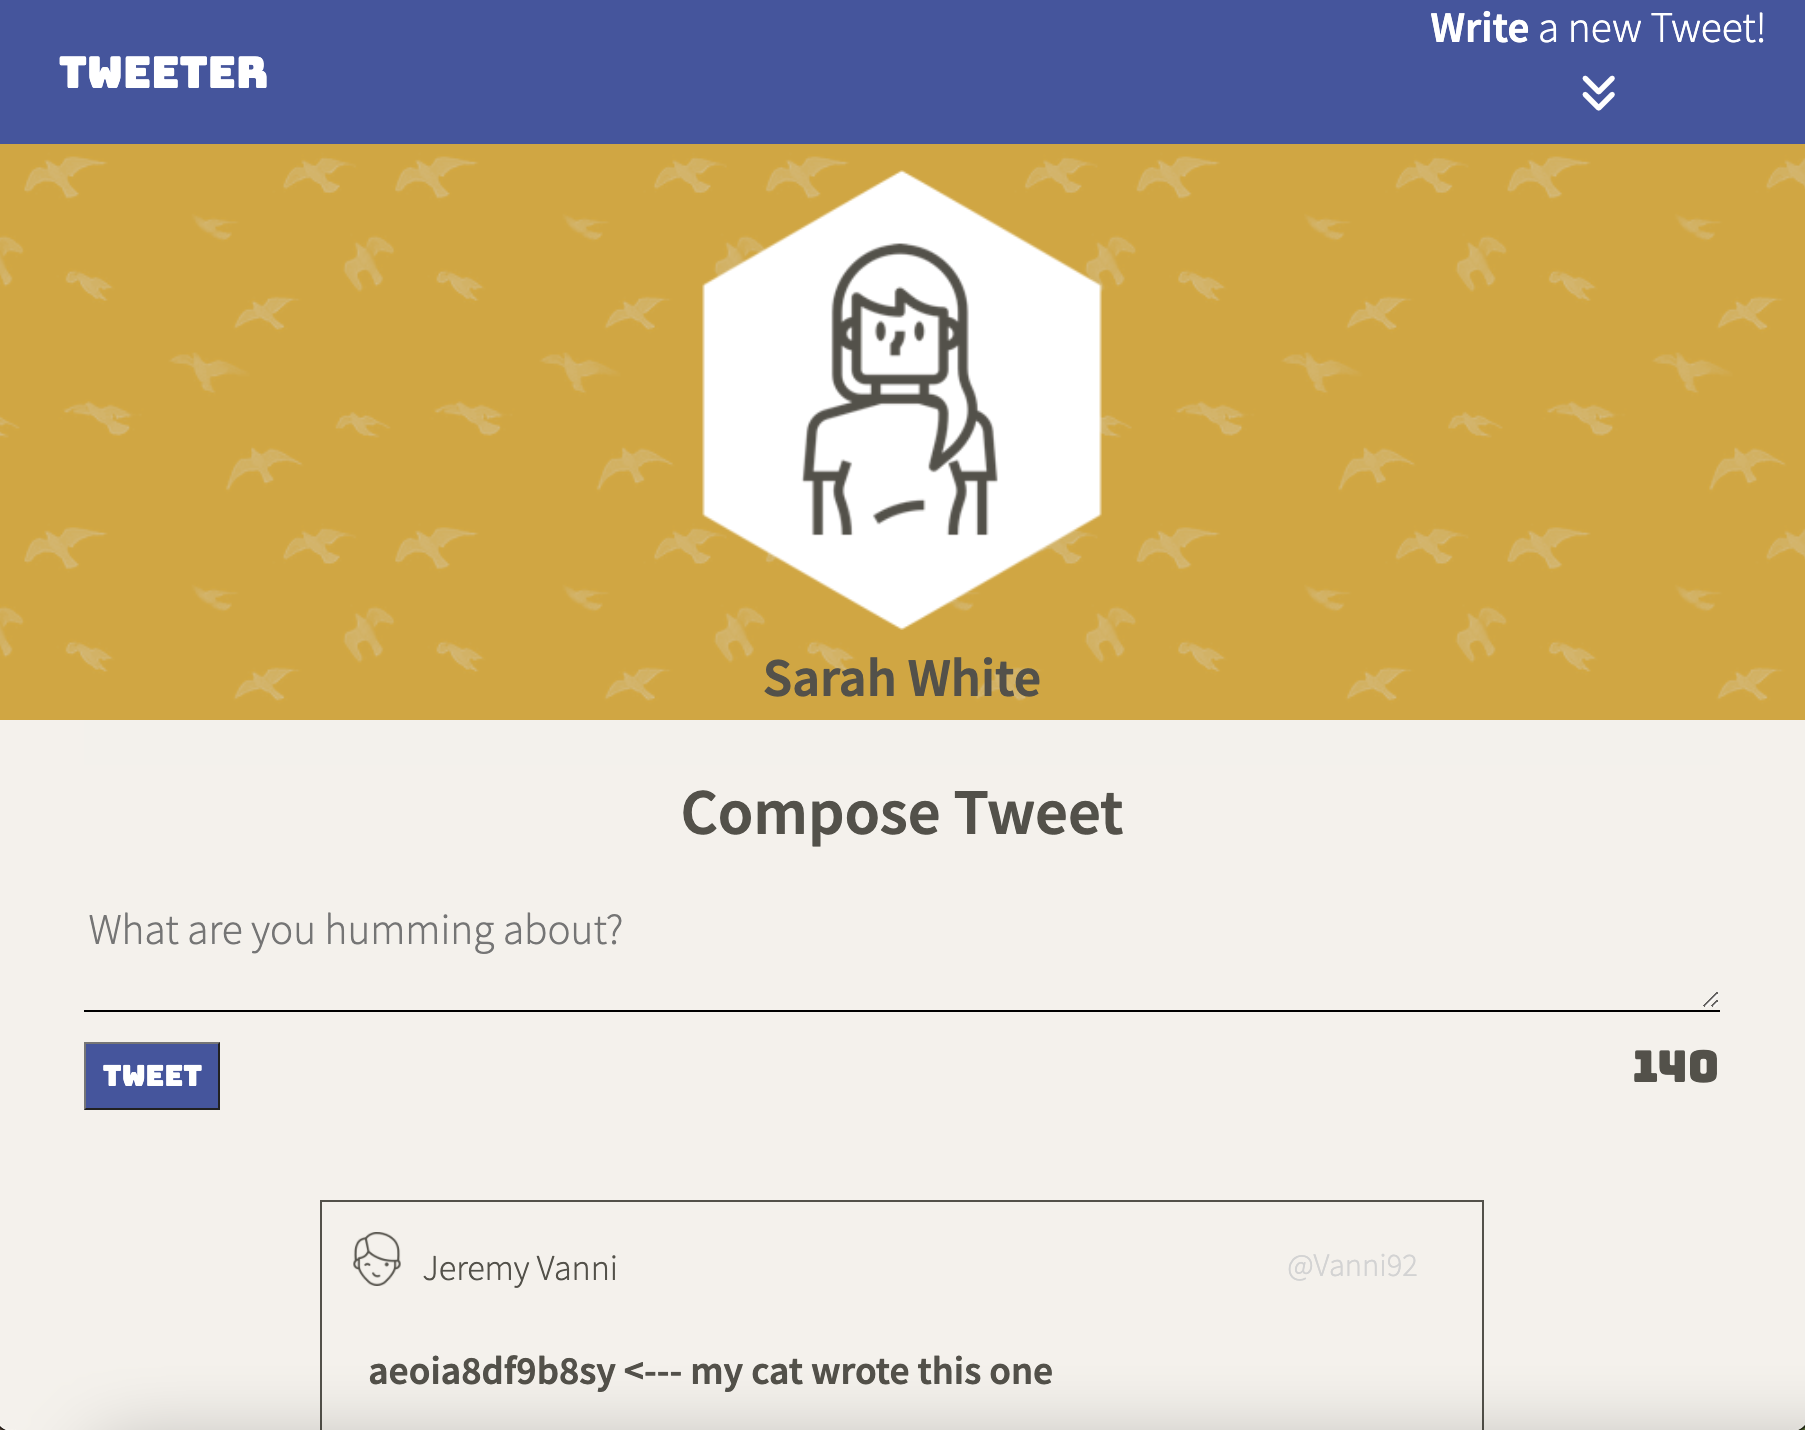 TWEETER
Write a new Tweet!
Sarah White
Compose Tweet
What are you humming about?
TWEET
140
Jeremy Vanni
@Vanni92
aeoia8df9b8sy <--- my cat wrote this one